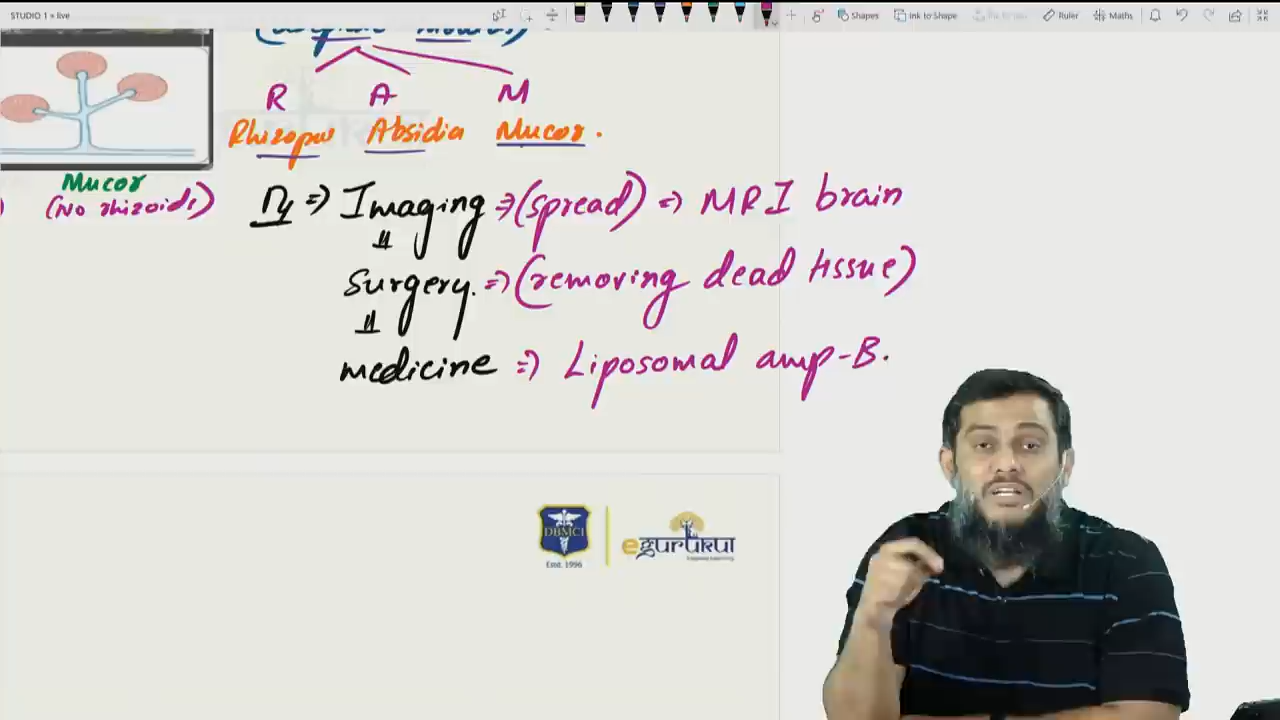 STUDIO 1 • live
Shapes Ink to Shape Ruler Maths
R A M
Rhizopus Absidia Mucor.
Mucor
(No rhizoids)
Imaging ⇒ (spread) ⇒ MRI brain
Surgery. ⇒ (removing dead tissue)
medicine ⇒ Liposomal amp-B.
DBMCI
Estd. 1996
egurukul